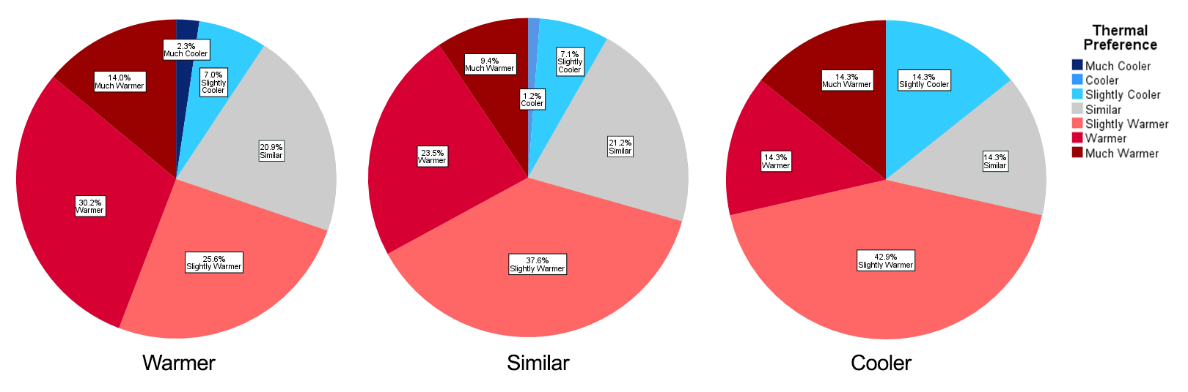 2.3%
Much Cooler
7.0%
Slightly
Cooler
20.9%
Similar
25.6%
Slightly Warmer
30.2%
Warmer
14.0%
Much Warmer
Warmer
1.2%
Cooler
7.1%
Slightly
Cooler
21.2%
Similar
37.6%
Slightly Warmer
23.5%
Warmer
9.4%
Much Warmer
Similar
14.3%
Slightly Cooler
14.3%
Similar
42.9%
Slightly Warmer
14.3%
Warmer
14.3%
Much Warmer
Cooler
Thermal
Preference
Much Cooler
Cooler
Slightly Cooler
Similar
Slightly Warmer
Warmer
Much Warmer